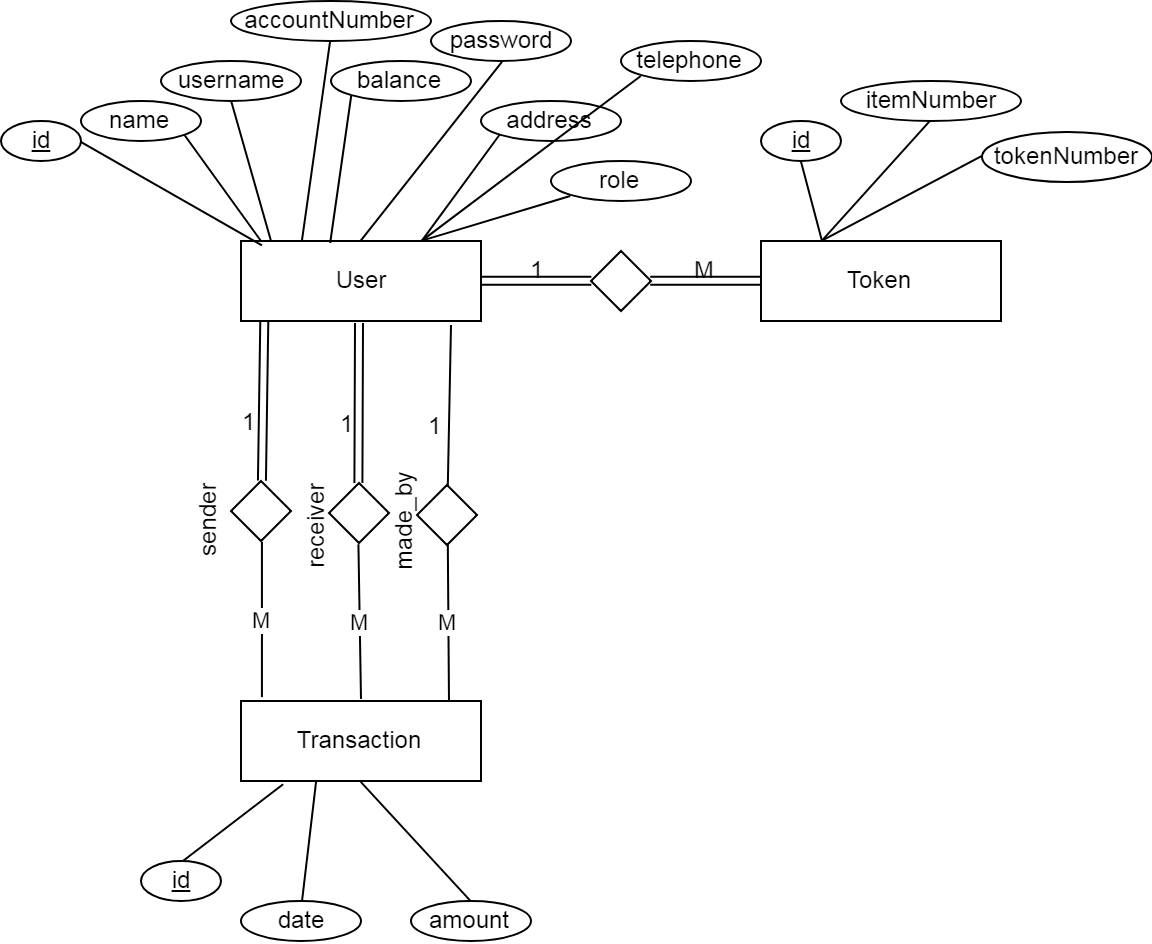 accountNumber
password
telephone
username
balance
itemNumber
name
address
id
id
tokenNumber
role
User
1
M
Token
1
1
1
sender
receiver
made_by
M
M
M
Transaction
id
date
amount